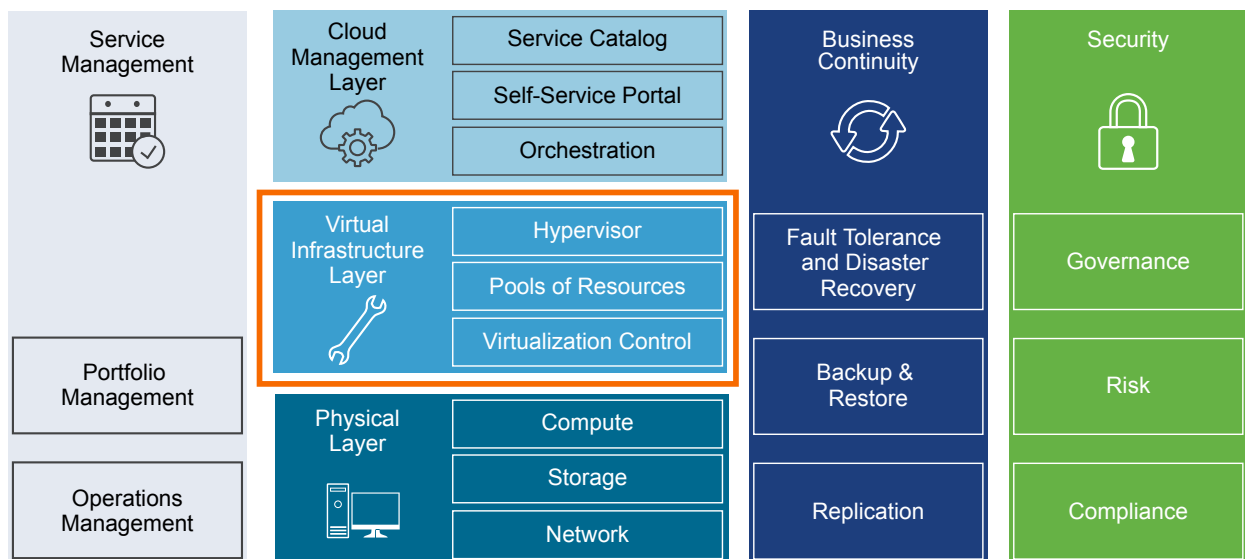 Service
Management
Portfolio
Management
Operations
Management
Cloud
Management
Layer
Service Catalog
Self-Service Portal
Orchestration
Virtual
Infrastructure
Layer
Hypervisor
Pools of Resources
Virtualization Control
Physical
Layer
Compute
Storage
Network
Business
Continuity
Fault Tolerance
and Disaster
Recovery
Backup &
Restore
Replication
Security
Governance
Risk
Compliance